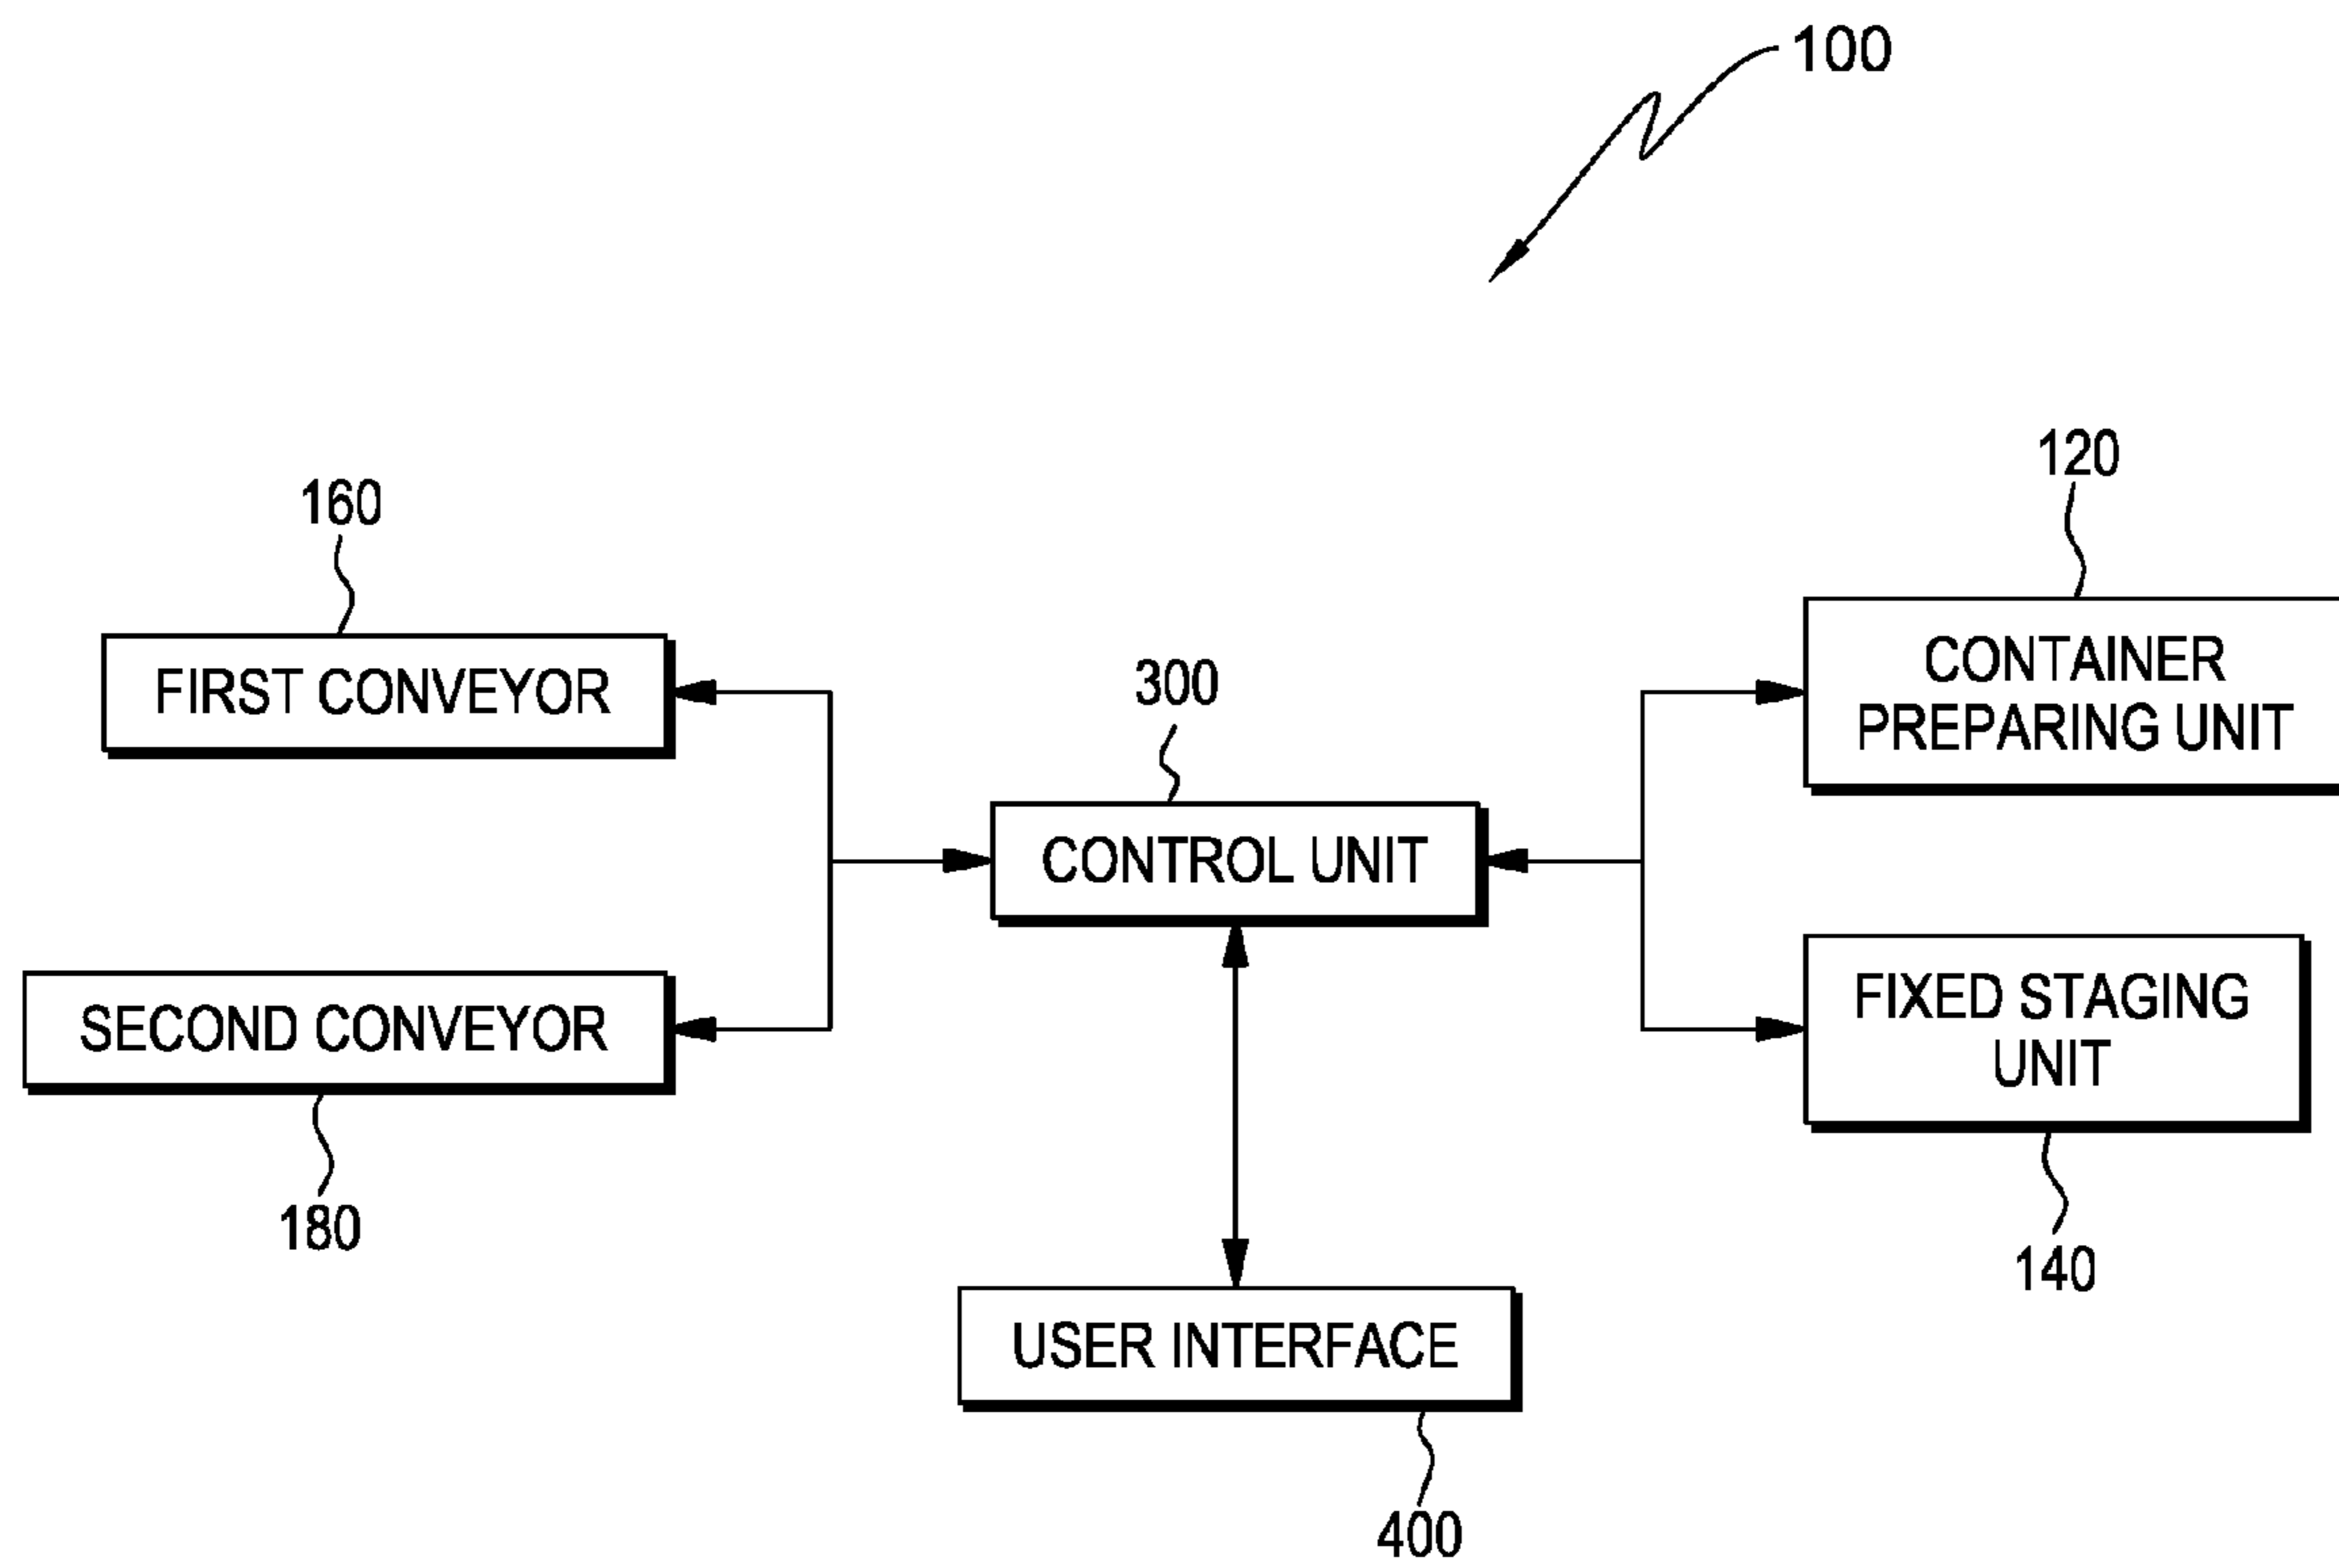 100
120
160
CONTAINER
PREPARING UNIT
FIRST CONVEYOR
300
CONTROL UNIT
FIXED STAGING
UNIT
SECOND CONVEYOR
180
140
USER INTERFACE
400